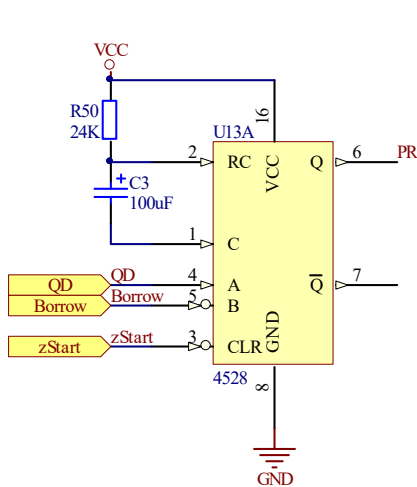 VCC
R50
24K
C3
100uF
U13A
16
VCC
2
RC
Q
6
PR
1
C
QD
QD
4
A
Q
7
Borrow
Borrow
5
B
zStart
zStart
3
CLR
GND
4528
8
GND